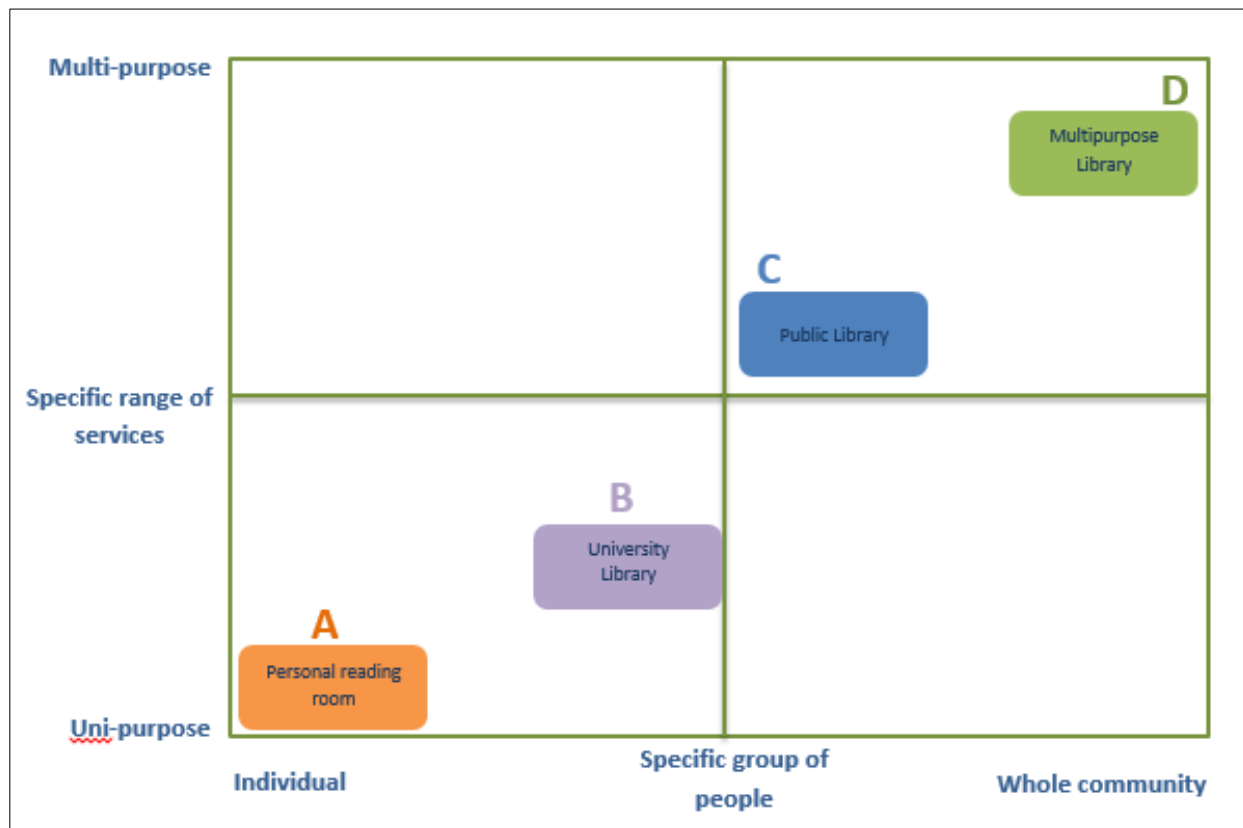 Multi-purpose
D
Multipurpose
Library
C
Public Library
Specific range of
services
B
University
Library
A
Personal reading
room
Uni-purpose
Individual
Specific group of
people
Whole community